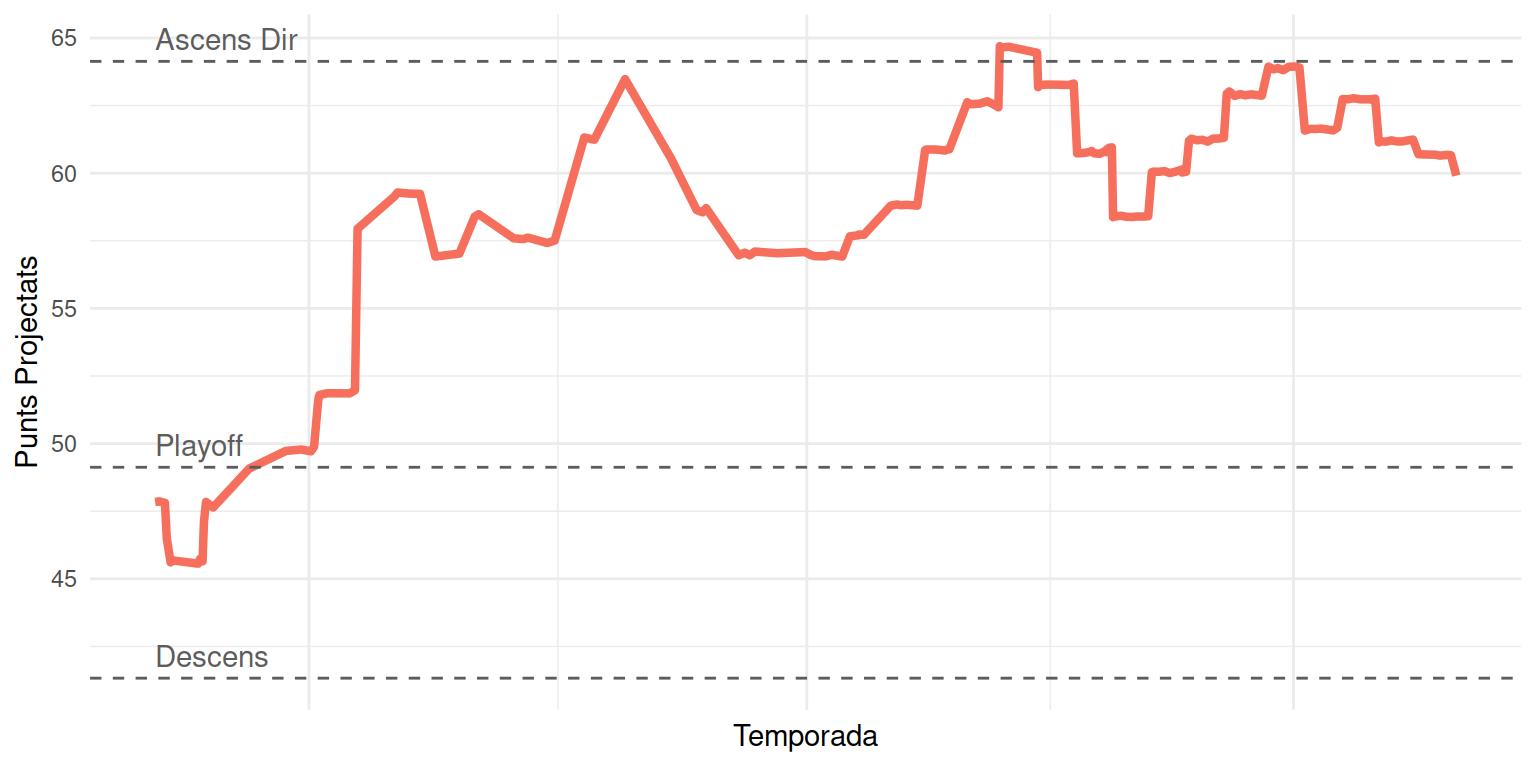 65
Ascens Dir
60
55
50
Playoff
45
Descens
Punts Projectats
Temporada